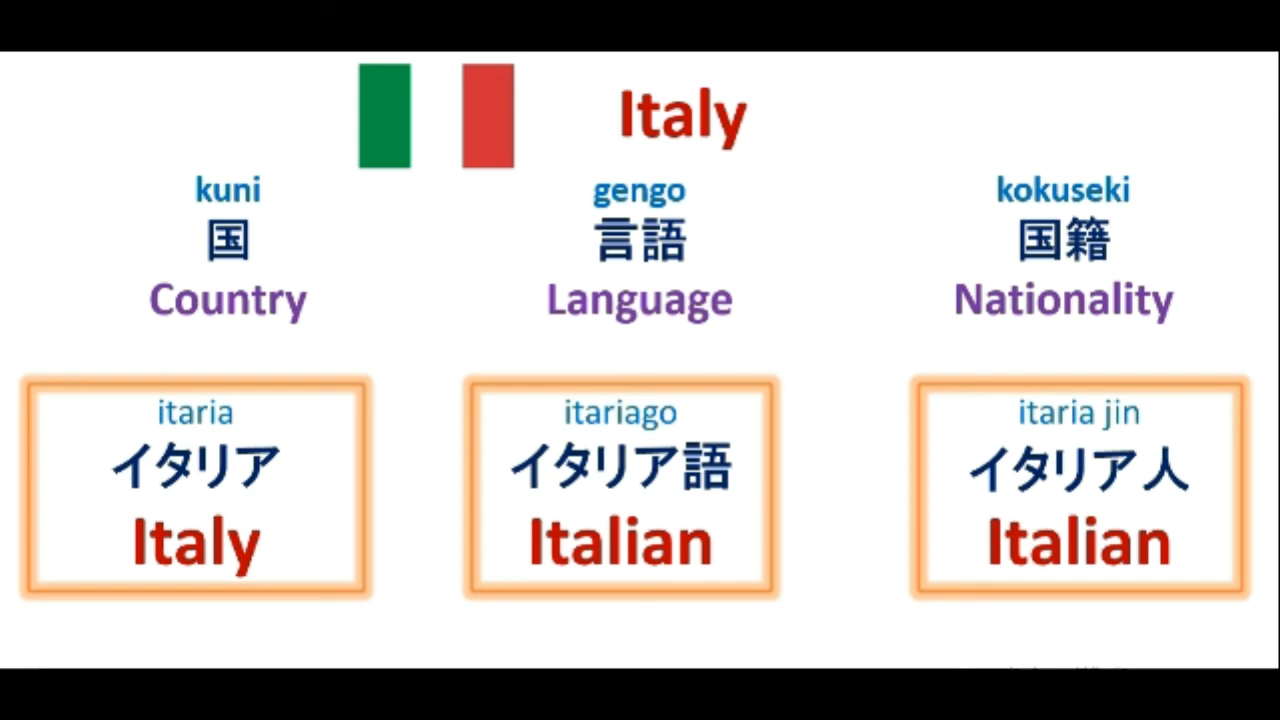 Italy
kuni
国
Country
gengo
言語
Language
kokuseki
国籍
Nationality
itaria
イタリア
Italy
itariago
イタリア語
Italian
itaria jin
イタリア人
Italian